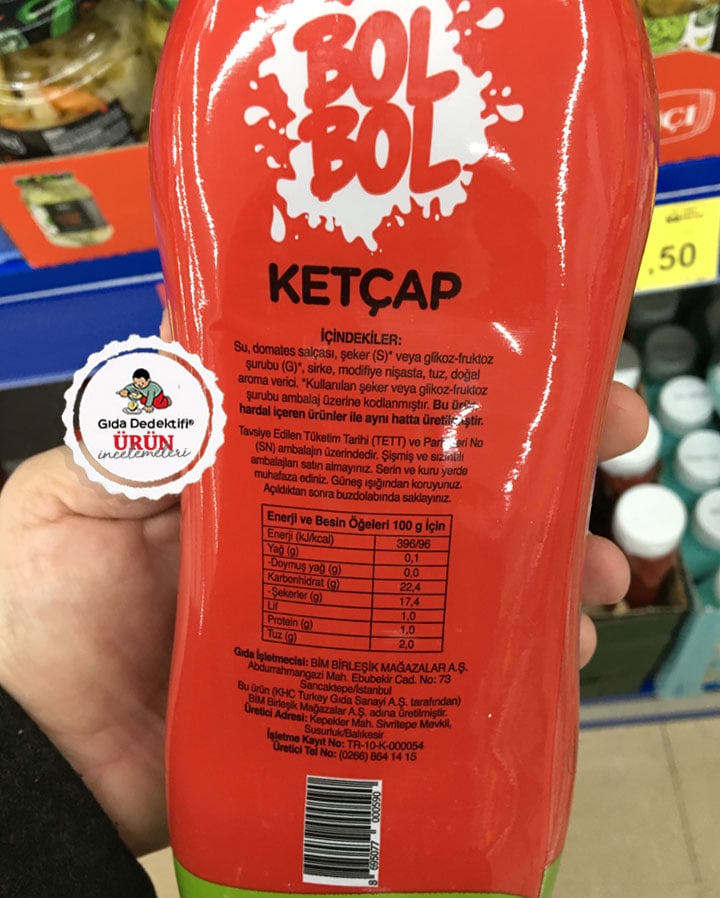 BOL
BOL
KETÇAP
İÇİNDEKİLER:
Su, domates salçası, şeker (S)* veya glikoz-fruktoz
şurubu (G)*, sirke, modifiye nişasta, tuz, doğal
aroma verici. *Kullanılan şeker veya glikoz-fruktoz
şurubu ambalaj üzerine kodlanmıştır. Bu ürün
hardal içeren ürünler ile aynı hatta üretilmiştir.
Tavsiye Edilen Tüketim Tarihi (TETT) ve Parti Seri No
(SN) ambalajın üzerindedir. Şişmiş ve sızıntılı
ambalajları satın almayınız. Serin ve kuru yerde
muhafaza ediniz. Güneş ışığından koruyunuz.
Açıldıktan sonra buzdolabında saklayınız.
Enerji ve Besin Öğeleri 100 g İçin
Enerji (kJ/kcal) 396/96
Yağ (g) 0,1
-Doymuş yağ (g) 0,0
Karbonhidrat (g) 22,4
-Şekerler (g) 17,4
Lif 1,0
Protein (g) 1,0
Tuz (g) 2,0
Gıda İşletmecisi: BİM BİRLEŞİK MAĞAZALAR A.Ş.
Abdurrahmangazi Mah. Ebubekir Cad. No: 73
Sancaktepe/İstanbul
Bu ürün (KHC Turkey Gıda Sanayi A.Ş. tarafından)
BİM Birleşik Mağazalar A.Ş. adına üretilmiştir.
Üretici Adresi: Kepekler Mah. Sivritepe Mevkii,
Susurluk/Balıkesir
İşletme Kayıt No: TR-10-K-000054
Üretici Tel No: (0266) 864 14 15
8 695077 000590
Gıda Dedektifi®
ÜRÜN
incelemeleri
,50
ÇI